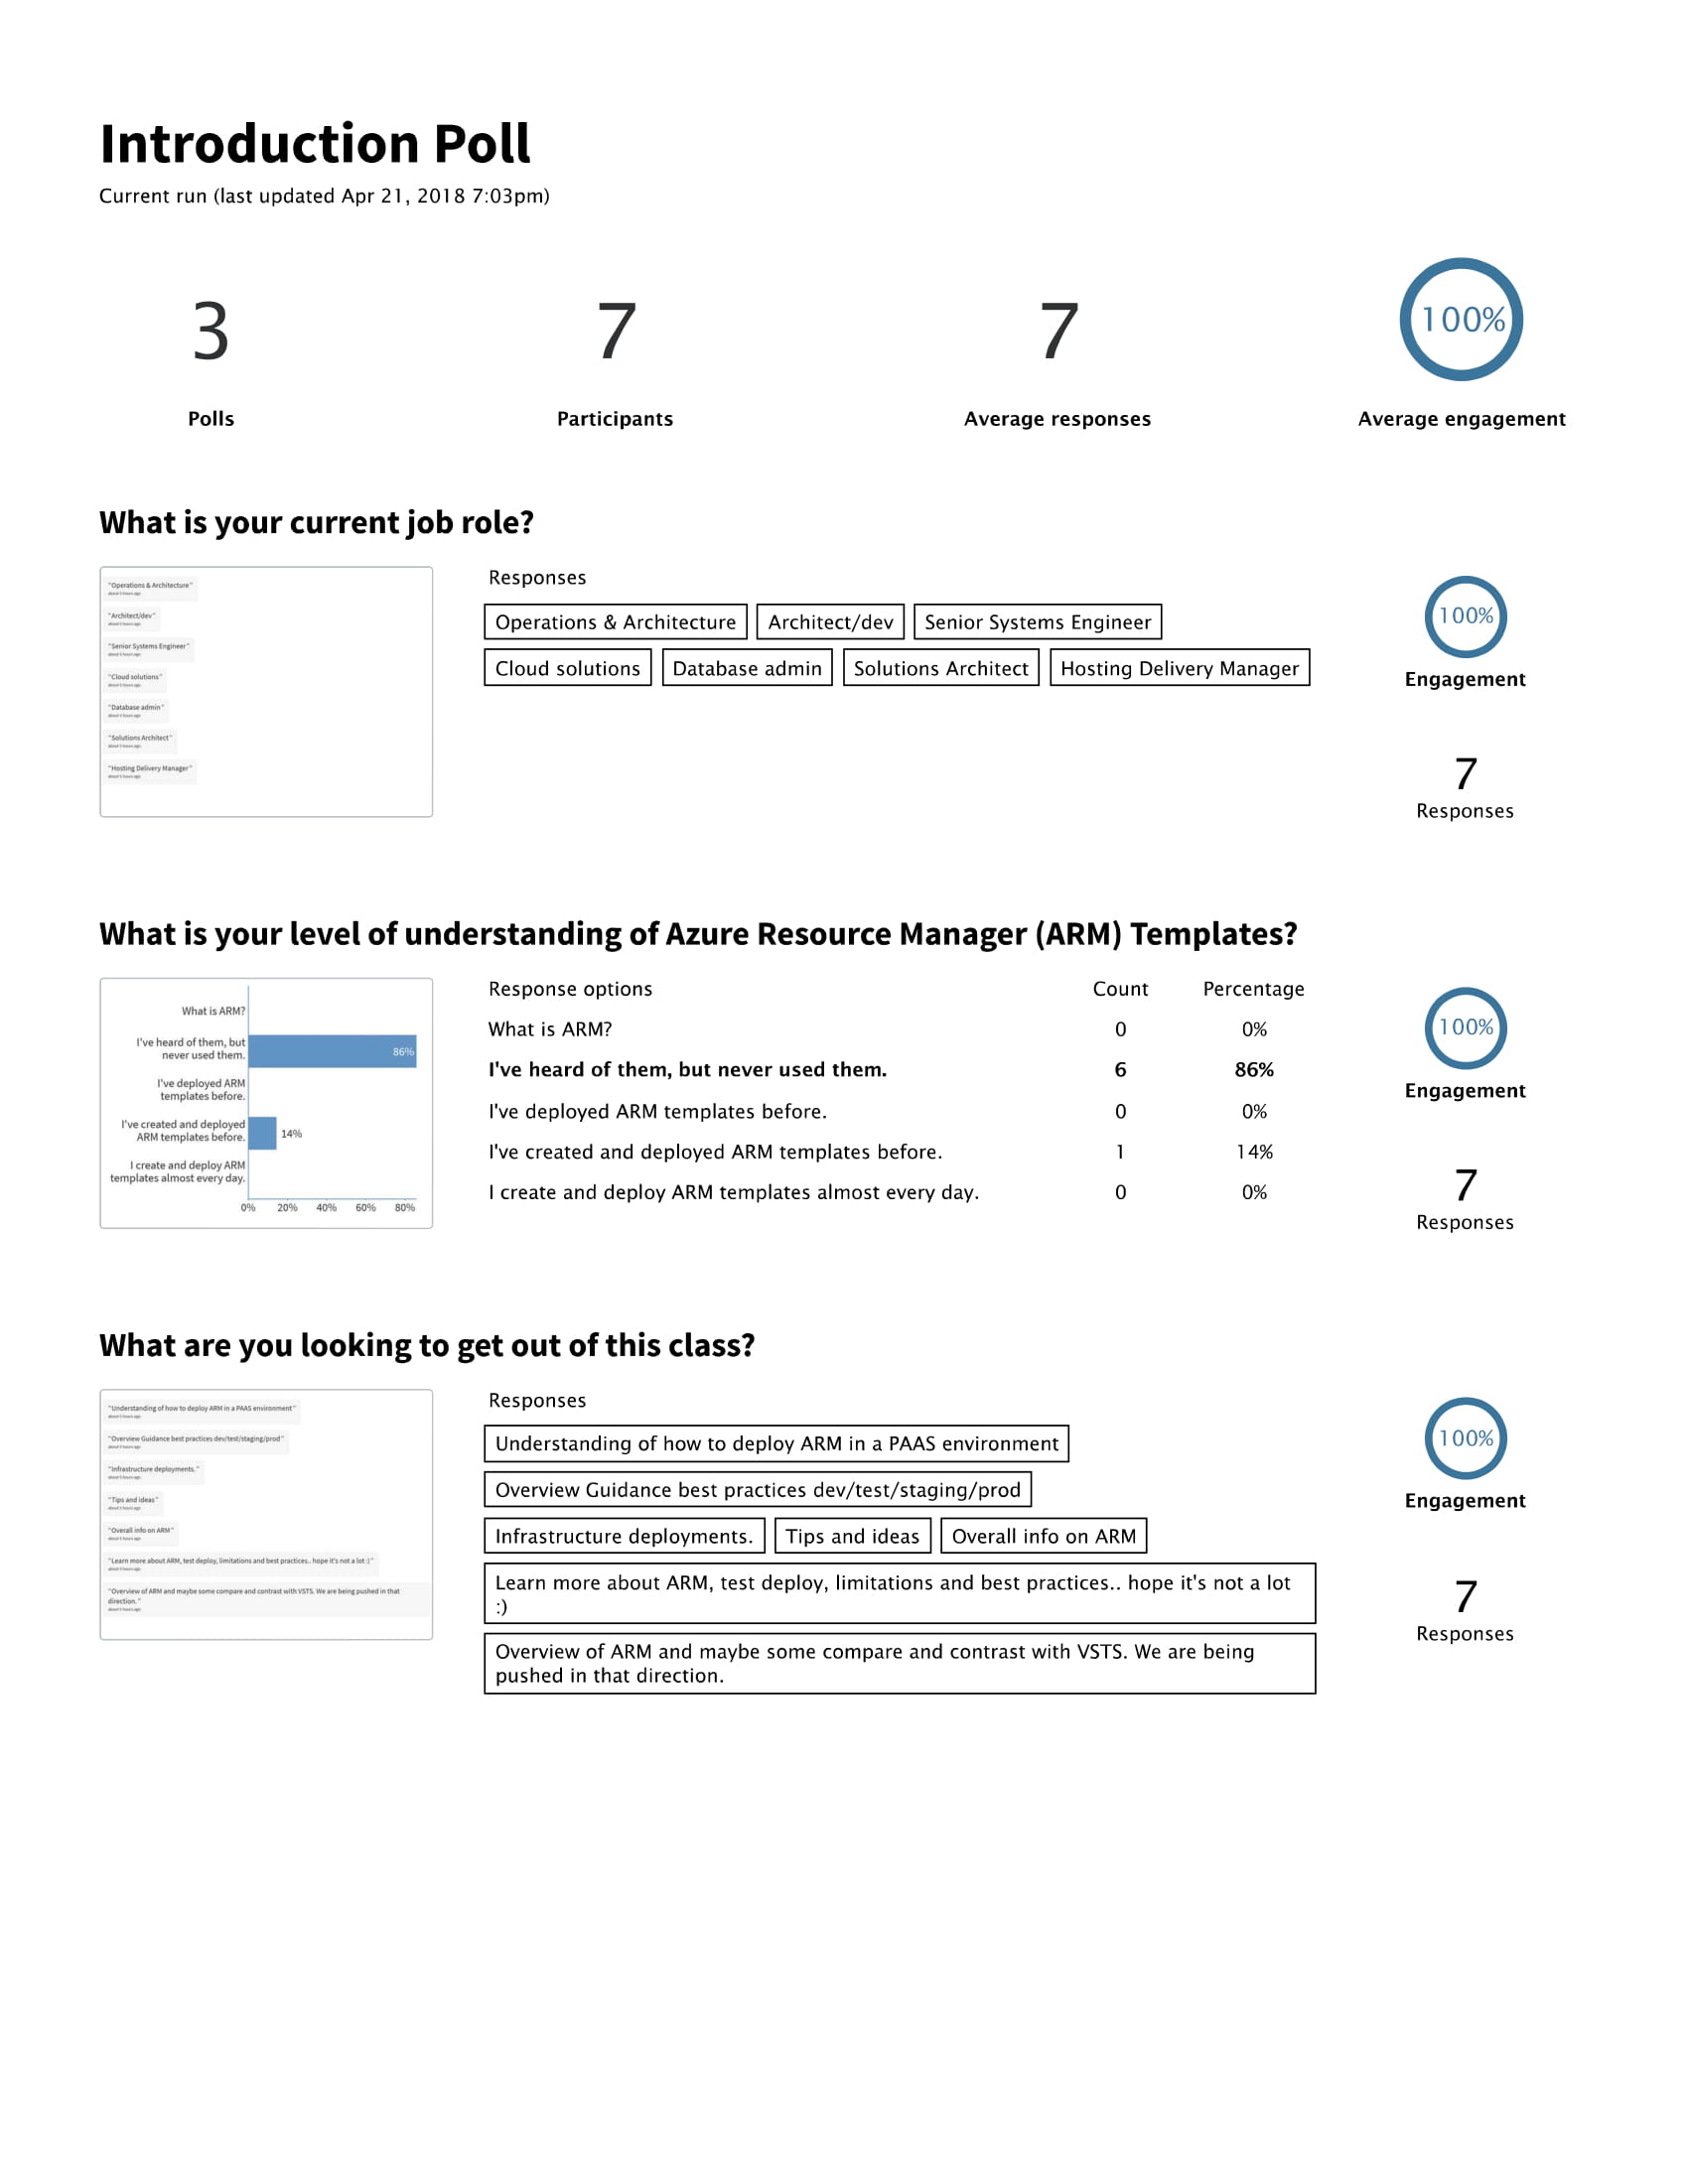 Introduction Poll
Current run (last updated Apr 21, 2018 7:03pm)
3
7
7
100%
Polls
Participants
Average responses
Average engagement
What is your current job role?
"Operations & Architecture"
"Architect/dev"
"Senior Systems Engineer"
"Cloud solutions"
"Database admin"
"Solutions Architect"
"Hosting Delivery Manager"
Responses
Operations & Architecture
Architect/dev
Senior Systems Engineer
Cloud solutions
Database admin
Solutions Architect
Hosting Delivery Manager
100%
Engagement
7
Responses
What is your level of understanding of Azure Resource Manager (ARM) Templates?
What is ARM?
I've heard of them, but
never used them.
86%
I've deployed ARM
templates before.
I've created and deployed
ARM templates before.
14%
I create and deploy ARM
templates almost every day.
0% 20% 40% 60% 80%
Response options Count Percentage
What is ARM? 0 0%
I've heard of them, but never used them. 6 86%
I've deployed ARM templates before. 0 0%
I've created and deployed ARM templates before. 1 14%
I create and deploy ARM templates almost every day. 0 0%
100%
Engagement
7
Responses
What are you looking to get out of this class?
"Understanding of how to deploy ARM in a PAAS environment"
"Overview Guidance best practices dev/test/staging/prod"
"Infrastructure deployments."
"Tips and ideas"
"Overall info on ARM"
"Learn more about ARM, test deploy, limitations and best practices.. hope it's not a lot :)"
"Overview of ARM and maybe some compare and contrast with VSTS. We are being pushed in that
direction."
Responses
Understanding of how to deploy ARM in a PAAS environment
Overview Guidance best practices dev/test/staging/prod
Infrastructure deployments.
Tips and ideas
Overall info on ARM
Learn more about ARM, test deploy, limitations and best practices.. hope it's not a lot
:)
Overview of ARM and maybe some compare and contrast with VSTS. We are being
pushed in that direction.
100%
Engagement
7
Responses